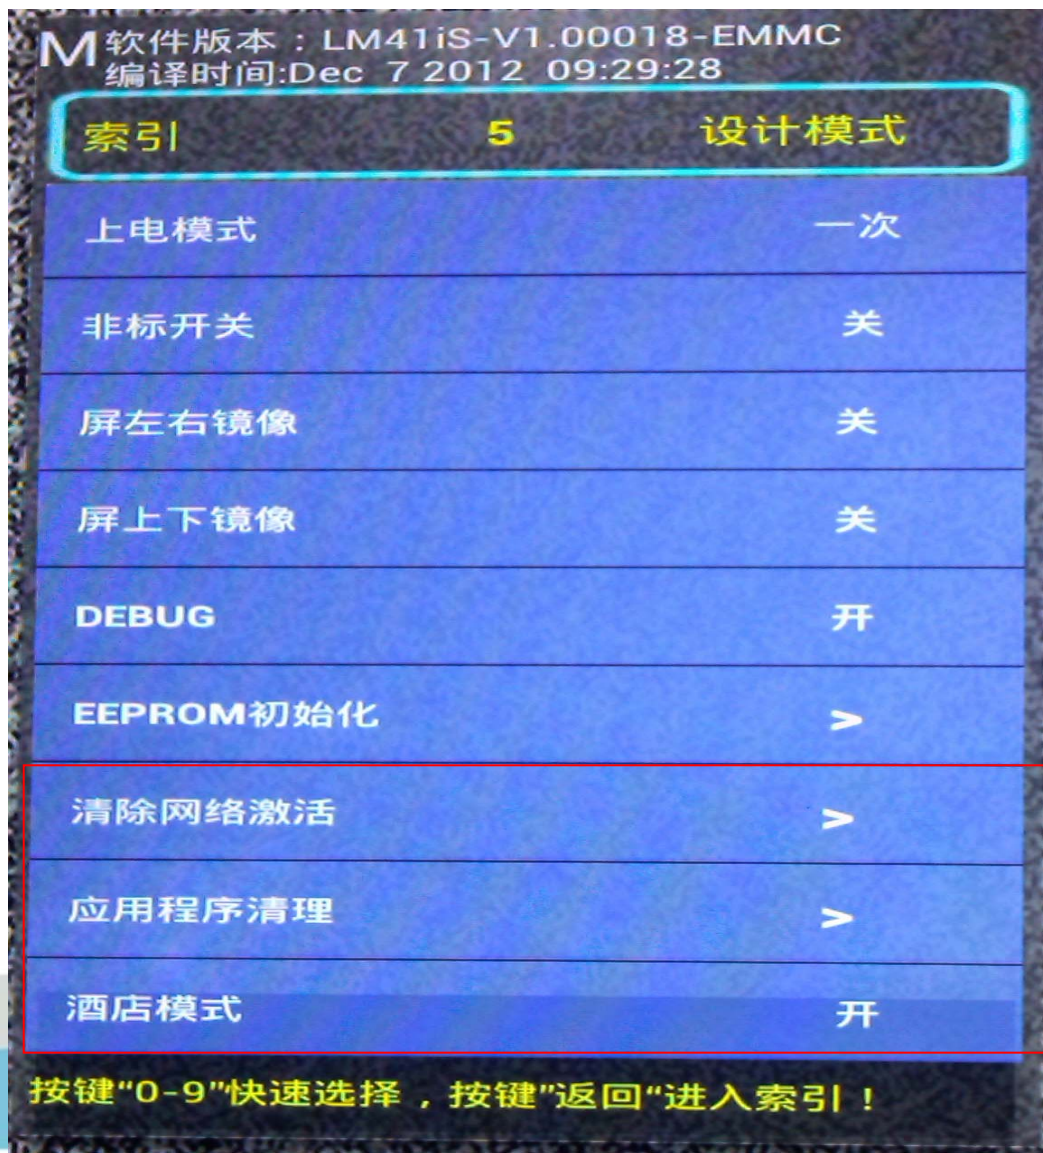 M 软件版本：LM41iS-V1.00018-EMMC
编译时间:Dec 7 2012 09:29:28
索引 5 设计模式
上电模式 一次
非标开关 关
屏左右镜像 关
屏上下镜像 关
DEBUG 开
EEPROM初始化 >
清除网络激活 >
应用程序清理 >
酒店模式 开
按键“0-9”快速选择，按键”返回“进入索引！